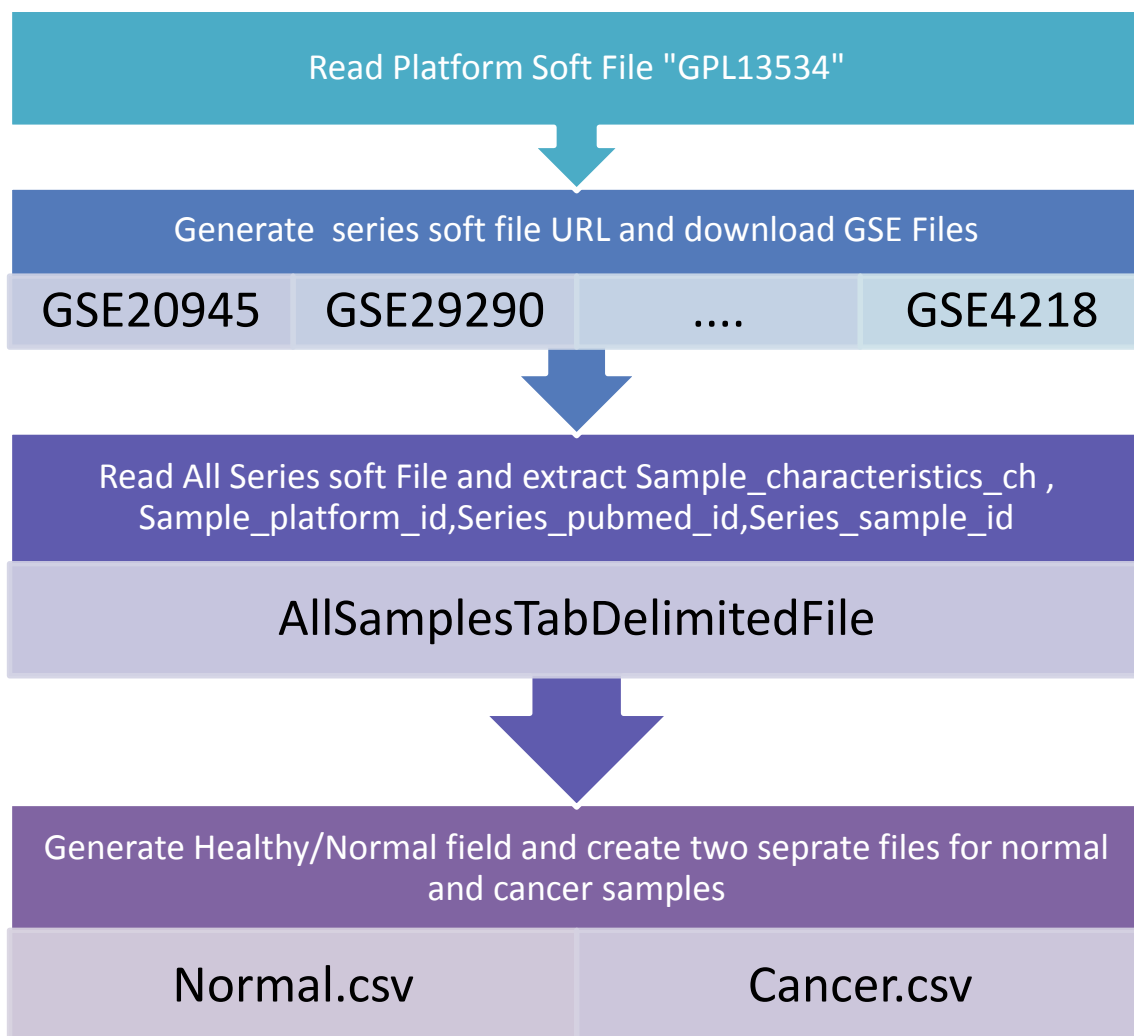 Read Platform Soft File "GPL13534"
Generate  series soft file URL and download GSE Files
GSE20945 GSE29290 .... GSE4218
Read All Series soft File and extract Sample_characteristics_ch ,
Sample_platform_id,Series_pubmed_id,Series_sample_id
AllSamplesTabDelimitedFile
Generate Healthy/Normal field and create two seprate files for normal
and cancer samples
Normal.csv Cancer.csv